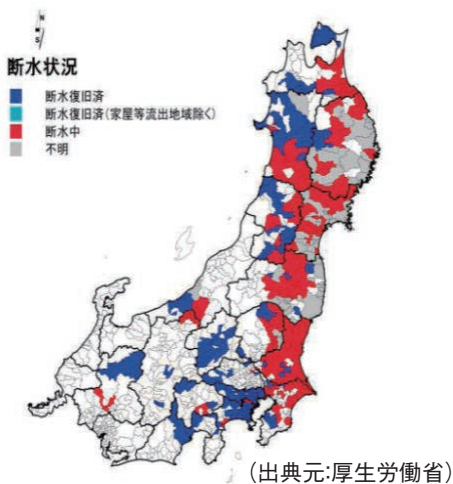 N
S
断水状況
断水復旧済
断水復旧済(家屋等流出地域除く)
断水中
不明
(出典元:厚生労働省)